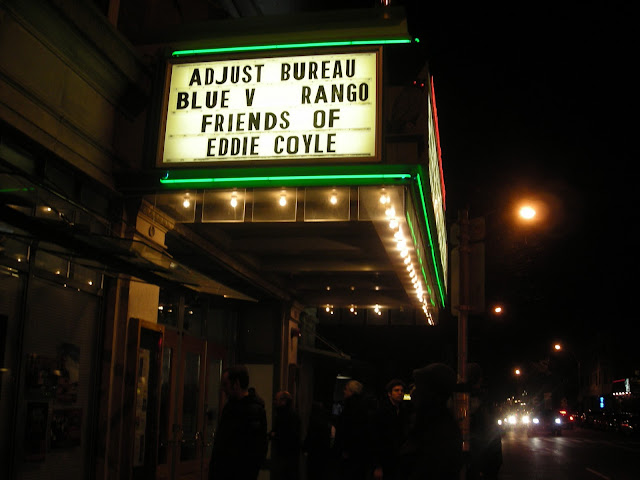 ADJUST BUREAU
BLUE V RANGO
FRIENDS OF
EDDIE COYLE